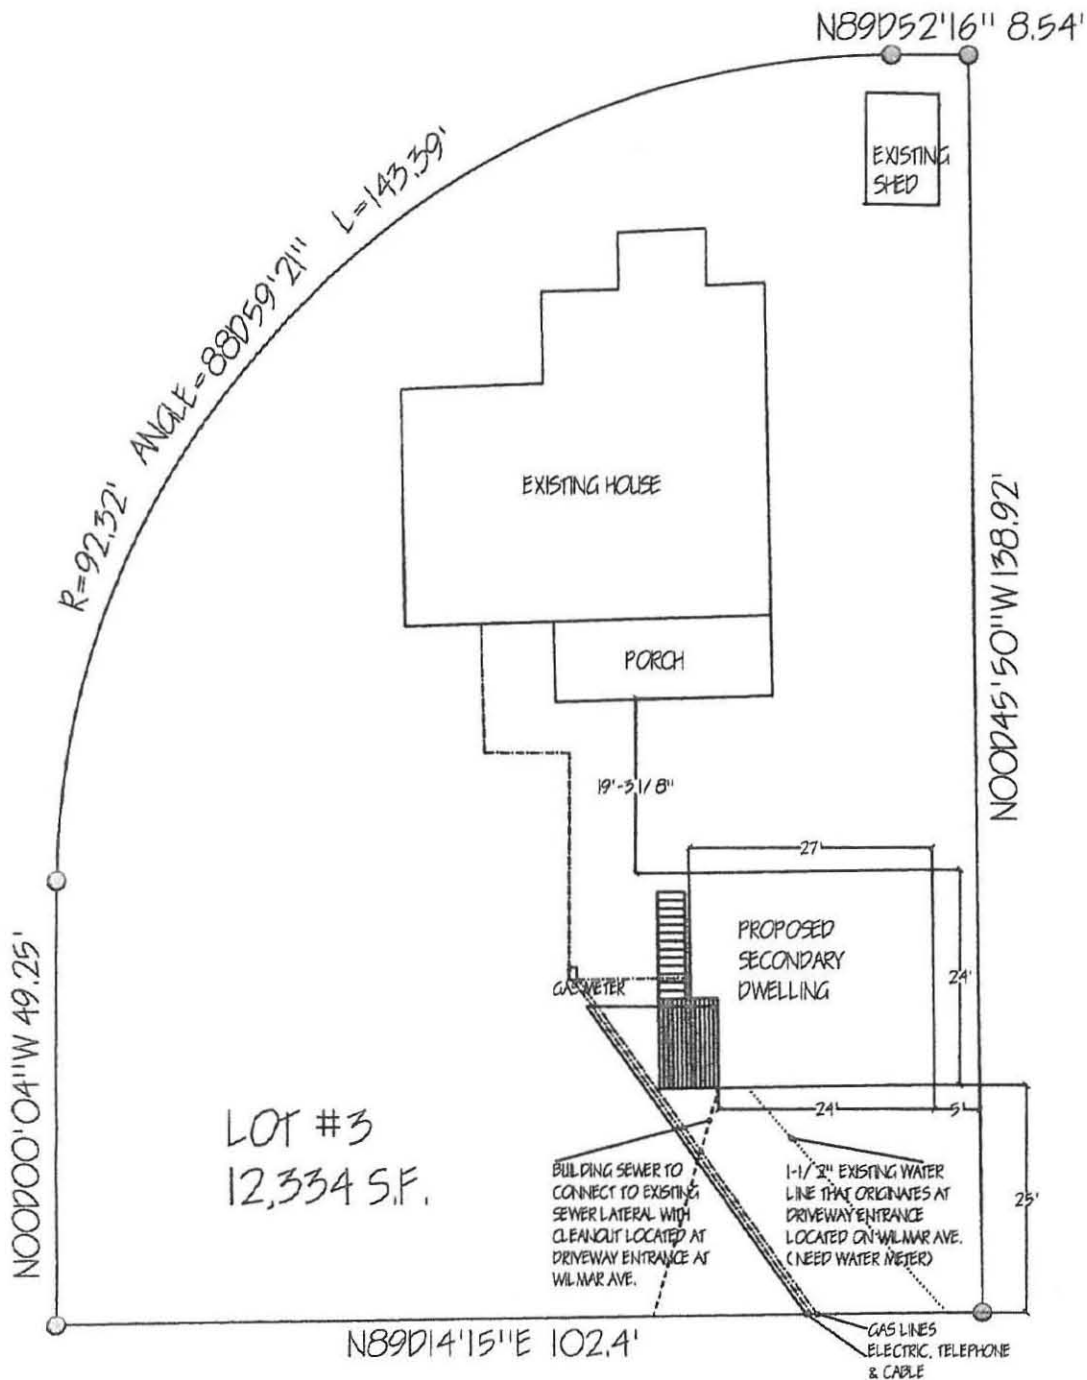 N89D52'16" 8.54'
EXISTING
SHED
L=143.39'
ANGLE=88D59'21"
R=92.32'
EXISTING HOUSE
N00D45'50"W 138.92'
PORCH
19'-3 1/8"
27'
PROPOSED
SECONDARY
DWELLING
24'
GAS METER
N00D00'04"W 49.25'
LOT #3
12,334 S.F.
24'
5'
25'
BUILDING SEWER TO
CONNECT TO EXISTING
SEWER LATERAL WITH
CLEANOUT LOCATED AT
DRIVEWAY ENTRANCE AT
WILMAR AVE.
1-1/2" EXISTING WATER
LINE THAT ORIGINATES AT
DRIVEWAY ENTRANCE
LOCATED ON WILMAR AVE.
(NEED WATER METER)
N89D14'15"E 102.4'
GAS LINES
ELECTRIC, TELEPHONE
& CABLE